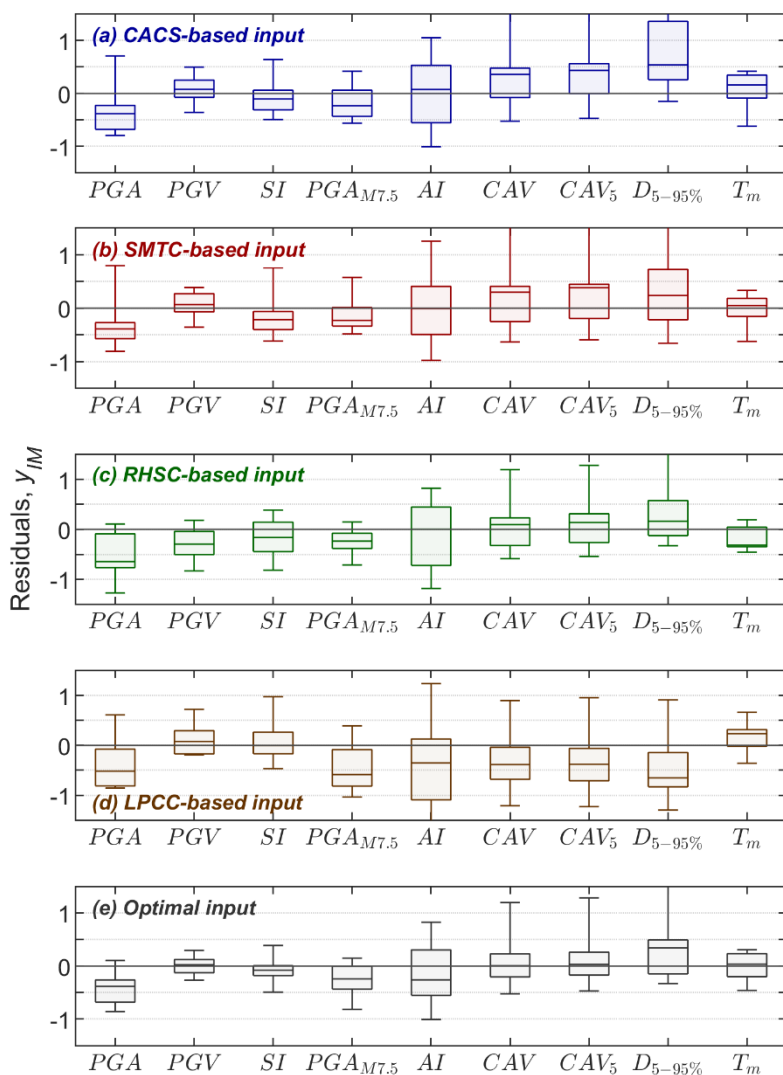 (a) CACS-based input
1
0
-1
PGA PGV SI PGA_{M7.5} AI CAV CAV_5 D_{5-95%} T_m
(b) SMTC-based input
1
0
-1
PGA PGV SI PGA_{M7.5} AI CAV CAV_5 D_{5-95%} T_m
Residuals, y_{IM}
(c) RHSC-based input
1
0
-1
PGA PGV SI PGA_{M7.5} AI CAV CAV_5 D_{5-95%} T_m
1
0
-1
(d) LPCC-based input
PGA PGV SI PGA_{M7.5} AI CAV CAV_5 D_{5-95%} T_m
(e) Optimal input
1
0
-1
PGA PGV SI PGA_{M7.5} AI CAV CAV_5 D_{5-95%} T_m